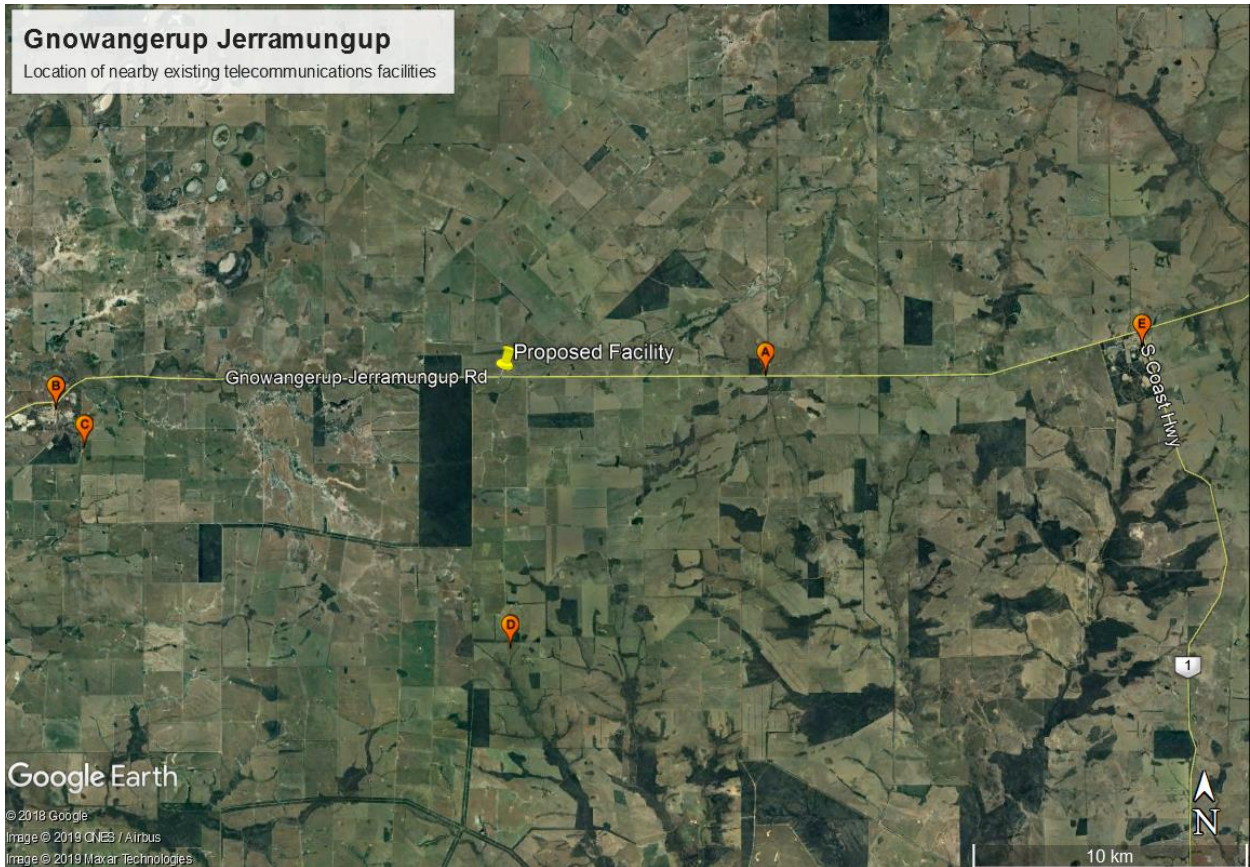 Gnowangerup Jerramungup
Location of nearby existing telecommunications facilities
E
A
Proposed Facility
Gnowangerup-Jerramungup Rd
B
C
S Coast Hwy
D
1
Google Earth
© 2018 Google
Image © 2019 CNES / Airbus
Image © 2019 Maxar Technologies
N
10 km